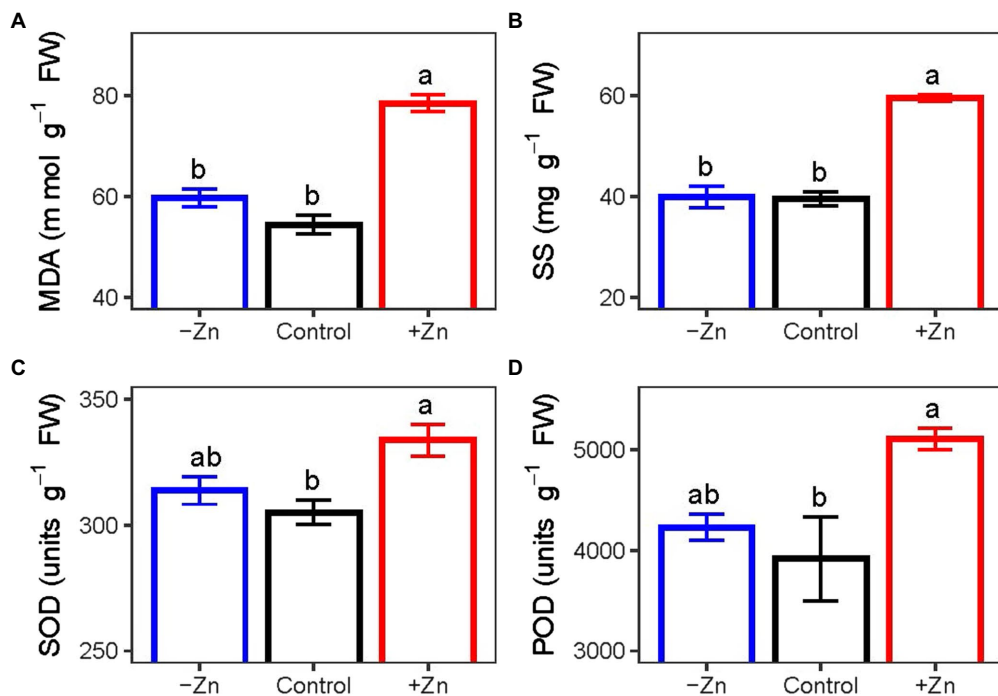 A
MDA (m mol g⁻¹ FW)
80
60
40
b
b
a
−Zn
Control
+Zn
B
SS (mg g⁻¹ FW)
60
40
20
b
b
a
−Zn
Control
+Zn
C
SOD (units g⁻¹ FW)
350
300
250
ab
b
a
−Zn
Control
+Zn
D
POD (units g⁻¹ FW)
5000
4000
3000
ab
b
a
−Zn
Control
+Zn